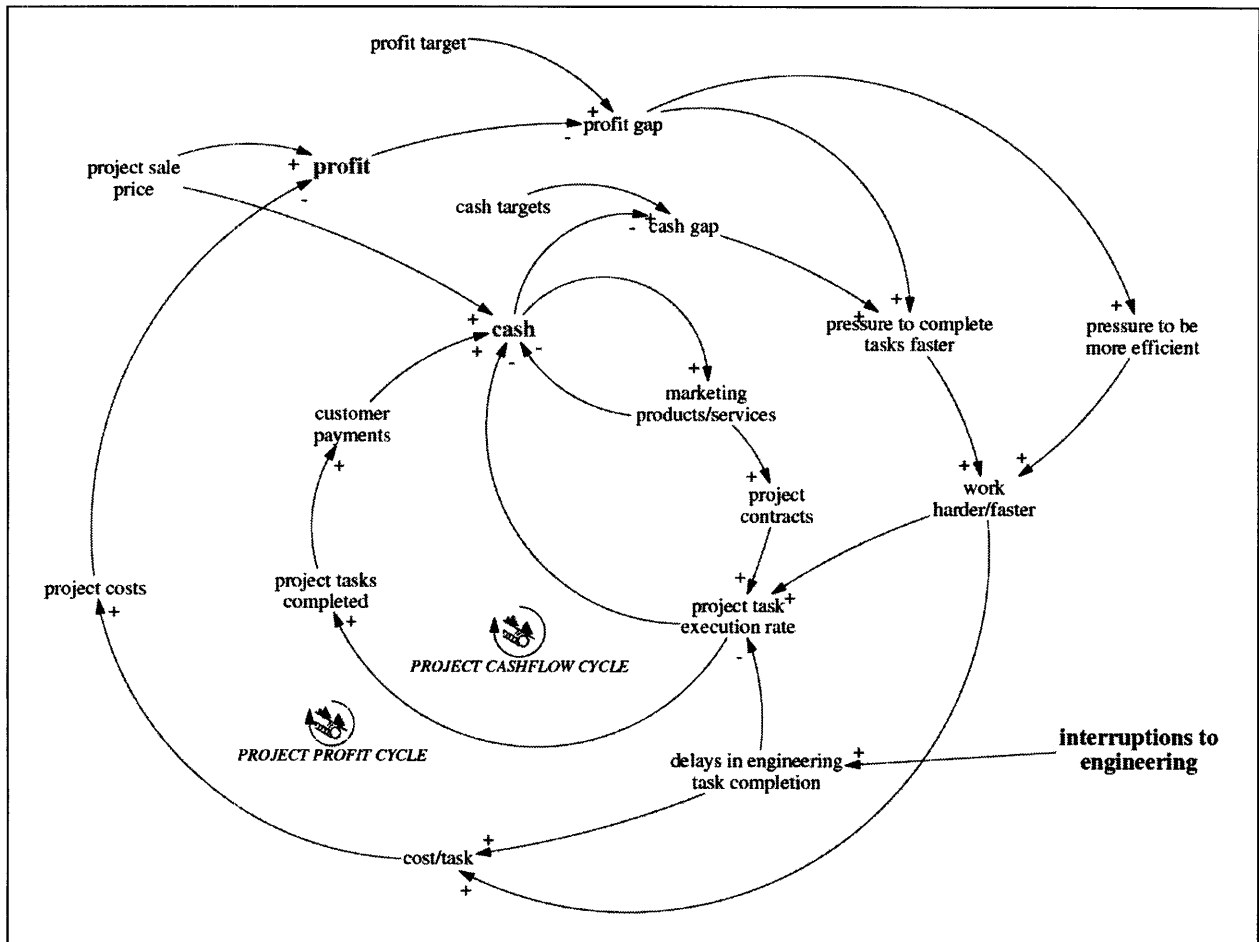 profit target
+
profit gap
-
project sale
price
+
profit
-
cash targets
+
cash gap
-
+
cash
+
-
-
+
+
pressure to complete
tasks faster
+
pressure to be
more efficient
+
marketing
products/services
customer
payments
+
+
project
contracts
+
+
work
harder/faster
project costs
+
project tasks
completed
+
+
+
project task
execution rate
-
PROJECT CASHFLOW CYCLE
PROJECT PROFIT CYCLE
interruptions to
engineering
+
delays in engineering
task completion
+
cost/task
+